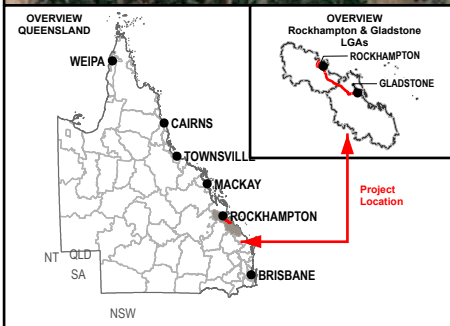 OVERVIEW
QUEENSLAND
WEIPA
CAIRNS
TOWNSVILLE
MACKAY
ROCKHAMPTON
BRISBANE
NT
QLD
SA
NSW
OVERVIEW
Rockhampton & Gladstone
LGAs
ROCKHAMPTON
GLADSTONE
Project
Location